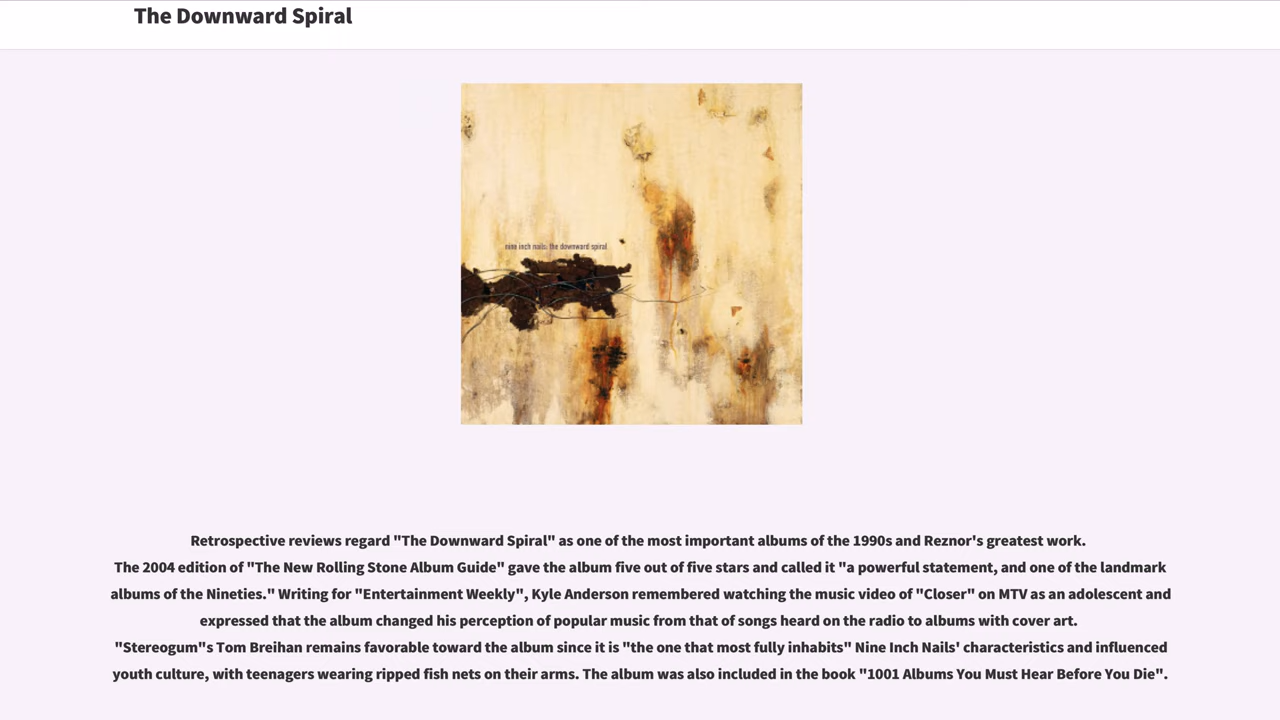 The Downward Spiral
nine inch nails: the downward spiral
Retrospective reviews regard "The Downward Spiral" as one of the most important albums of the 1990s and Reznor's greatest work.
The 2004 edition of "The New Rolling Stone Album Guide" gave the album five out of five stars and called it "a powerful statement, and one of the landmark
albums of the Nineties." Writing for "Entertainment Weekly", Kyle Anderson remembered watching the music video of "Closer" on MTV as an adolescent and
expressed that the album changed his perception of popular music from that of songs heard on the radio to albums with cover art.
"Stereogum"s Tom Breihan remains favorable toward the album since it is "the one that most fully inhabits" Nine Inch Nails' characteristics and influenced
youth culture, with teenagers wearing ripped fish nets on their arms. The album was also included in the book "1001 Albums You Must Hear Before You Die".